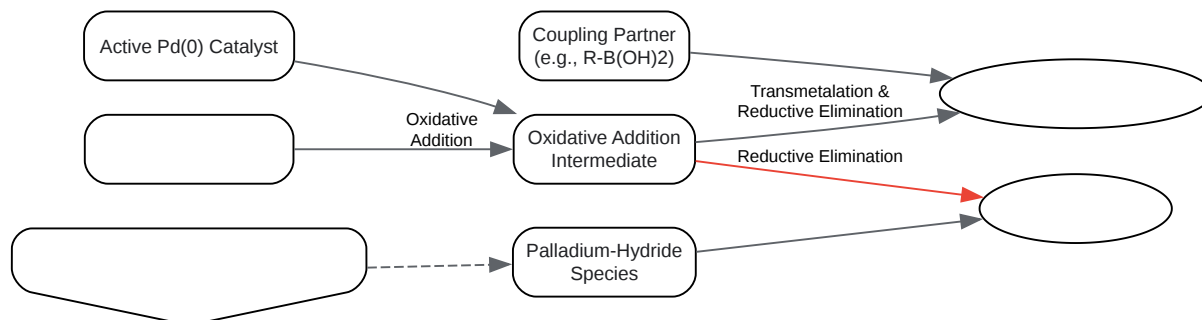 Active Pd(0) Catalyst
Coupling Partner
(e.g., R-B(OH)2)
Transmetalation &
Reductive Elimination
Oxidative
Addition
Oxidative Addition
Intermediate
Reductive Elimination
Palladium-Hydride
Species